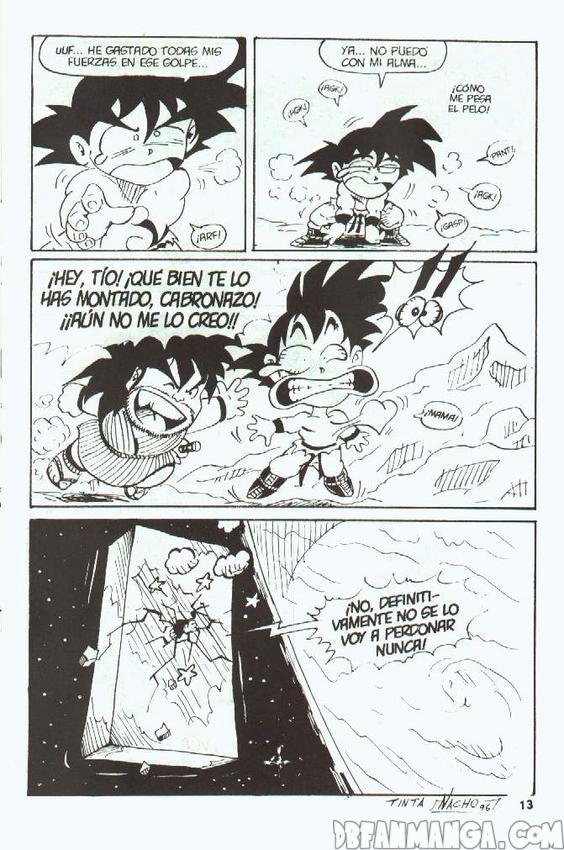 UUF... HE GASTADO TODAS MIS
FUERZAS EN ESE GOLPE...
¡ARF!
YA... NO PUEDO
CON MI ALMA...
¡CÓMO
ME PESA
EL PELO!
¡AGK!
¡AGK!
¡AGK!
¡PANT!
¡AGK!
¡GASP!
¡HEY, TÍO! ¡QUÉ BIEN TE LO
HAS MONTADO, CABRONAZO!
¡¡AÚN NO ME LO CREO!!
¡MAMA!
¡NO, DEFINITI-
VAMENTE NO SE LO
VOY A PERDONAR
NUNCA!
TINTA NACHO 96!
13
DBFANMANGA.COM